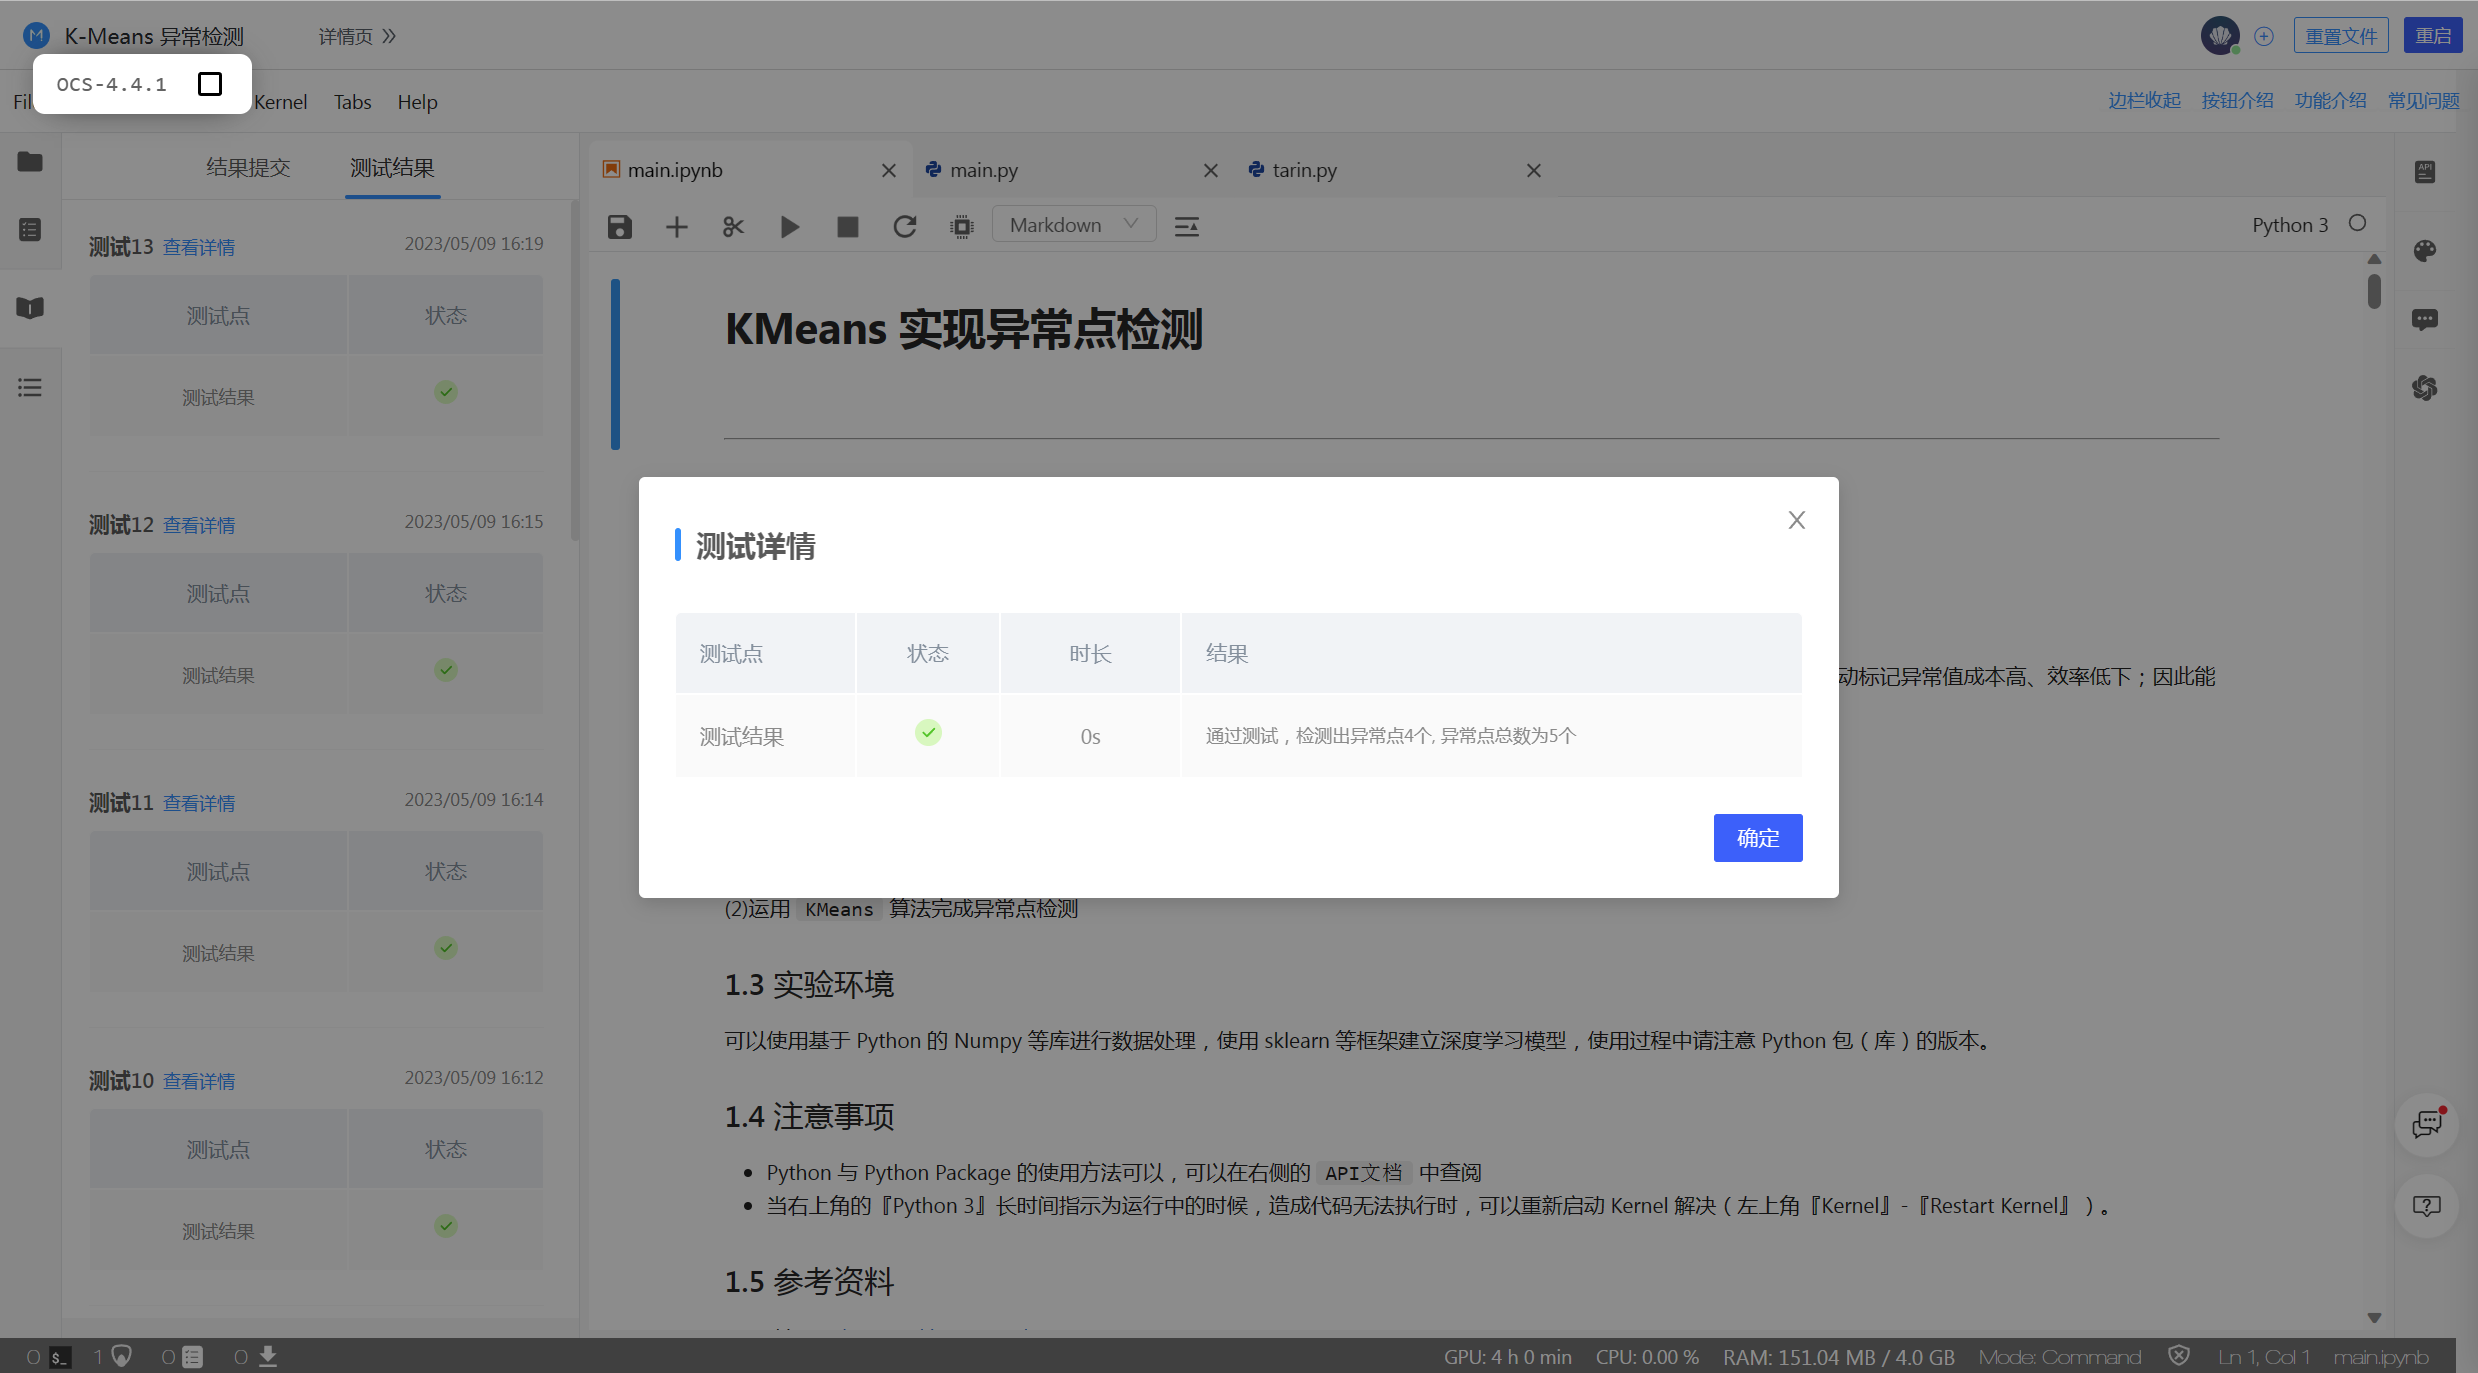 K-Means 异常检测
详情页
重置文件
重启
OCS-4.4.1
Kernel
Tabs
Help
边栏收起
按钮介绍
功能介绍
常见问题
结果提交
测试结果
测试13 查看详情 2023/05/09 16:19
测试点 状态
测试结果
测试12 查看详情 2023/05/09 16:15
测试点 状态
测试结果
测试11 查看详情 2023/05/09 16:14
测试点 状态
测试结果
测试10 查看详情 2023/05/09 16:12
测试点 状态
测试结果
main.ipynb
main.py
tarin.py
Markdown
Python 3
KMeans 实现异常点检测
测试详情
测试点 状态 时长 结果
测试结果 0s 通过测试，检测出异常点4个, 异常点总数为5个
确定
动标记异常值成本高、效率低下；因此能
(2)运用 KMeans 算法完成异常点检测
1.3 实验环境
可以使用基于 Python 的 Numpy 等库进行数据处理，使用 sklearn 等框架建立深度学习模型，使用过程中请注意 Python 包（库）的版本。
1.4 注意事项
Python 与 Python Package 的使用方法可以，可以在右侧的 API文档 中查阅
当右上角的『Python 3』长时间指示为运行中的时候，造成代码无法执行时，可以重新启动 Kernel 解决（左上角『Kernel』-『Restart Kernel』）。
1.5 参考资料
0 $_ 1 0 0
GPU: 4 h 0 min CPU: 0.00 % RAM: 151.04 MB / 4.0 GB Mode: Command Ln 1, Col 1 main.ipynb